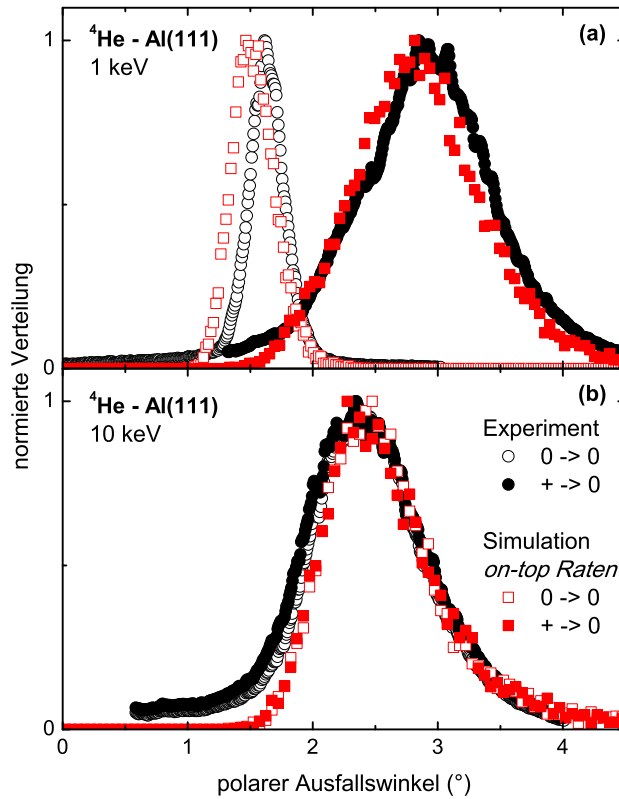 ⁴He - Al(111)
1 keV
(a)
1
0
normierte Verteilung
⁴He - Al(111)
10 keV
(b)
1
0
Experiment
0 -> 0
+ -> 0
Simulation
on-top Raten
0 -> 0
+ -> 0
0 1 2 3 4
polarer Ausfallswinkel (°)